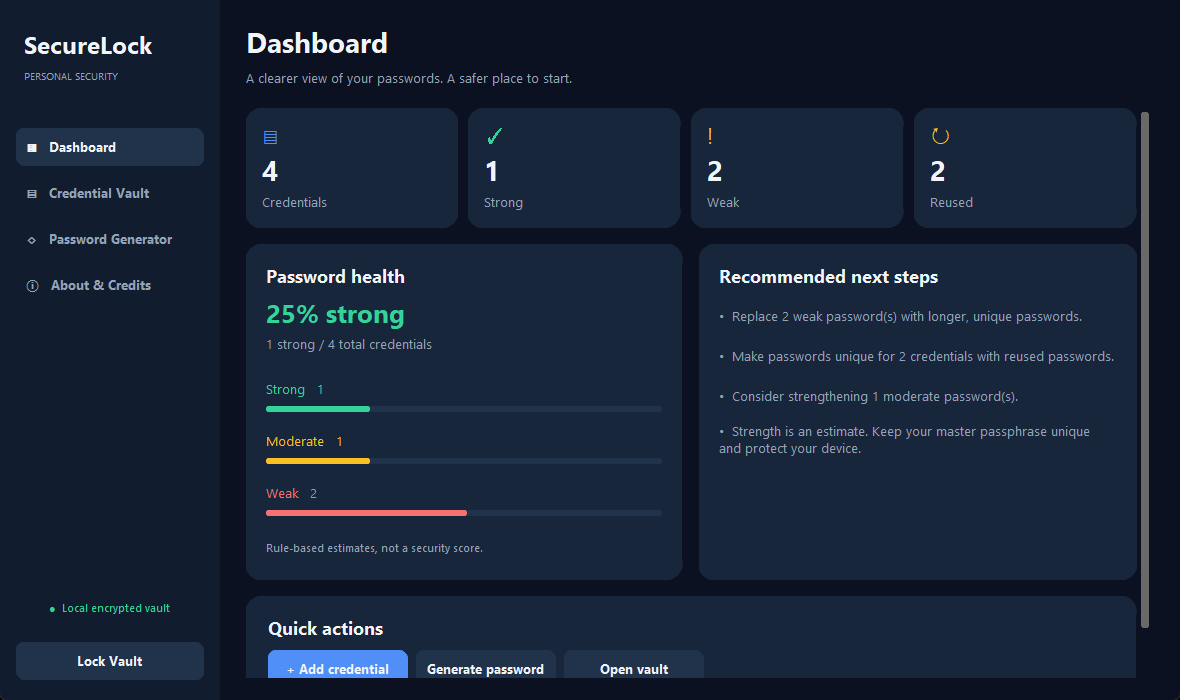 SecureLock
PERSONAL SECURITY
Dashboard
Credential Vault
Password Generator
About & Credits
Local encrypted vault
Lock Vault
Dashboard
A clearer view of your passwords. A safer place to start.
4
Credentials
1
Strong
!
2
Weak
2
Reused
Password health
25% strong
1 strong / 4 total credentials
Strong 1
Moderate 1
Weak 2
Rule-based estimates, not a security score.
Recommended next steps
• Replace 2 weak password(s) with longer, unique passwords.
• Make passwords unique for 2 credentials with reused passwords.
• Consider strengthening 1 moderate password(s).
• Strength is an estimate. Keep your master passphrase unique
and protect your device.
Quick actions
+ Add credential
Generate password
Open vault